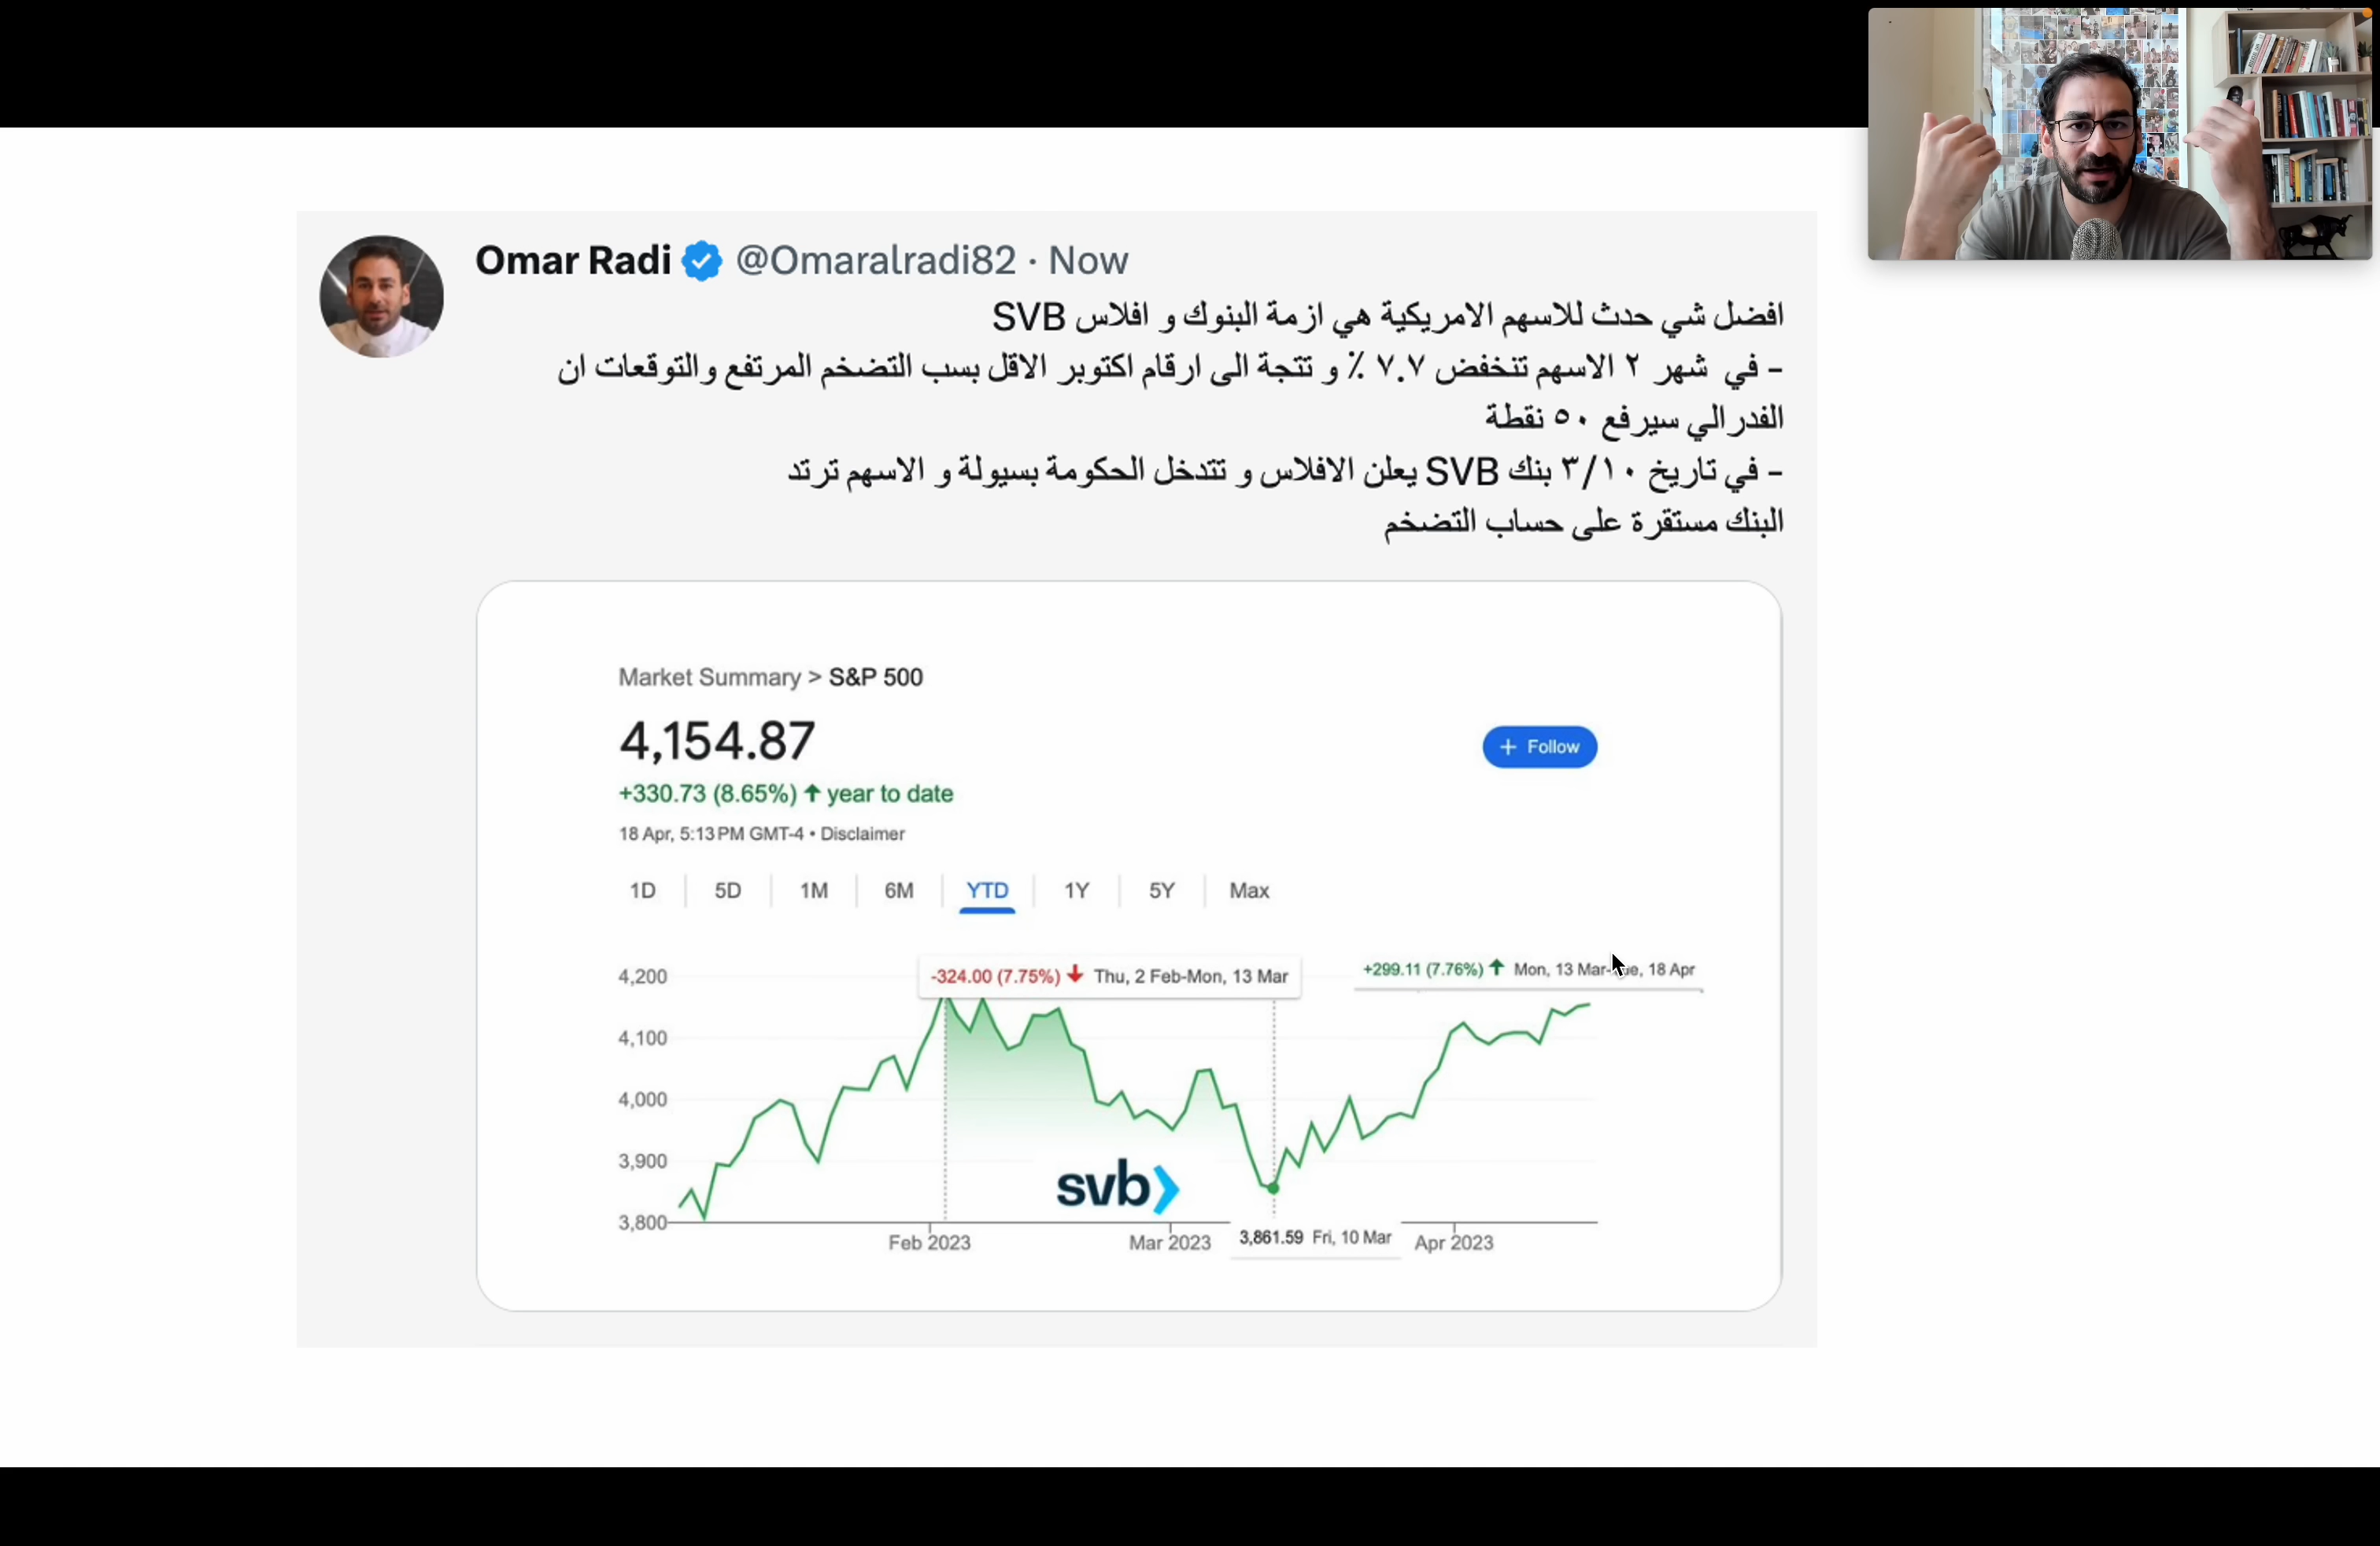 Omar Radi @Omaralradi82 · Now
افضل شي حدث للاسهم الامريكية هي ازمة البنوك و افلاس SVB
- في شهر ٢ الاسهم تنخفض ٧.٧ ٪ و تتجة الى ارقام اكتوبر الاقل بسب التضخم المرتفع والتوقعات ان
الفدرالي سيرفع ٥٠ نقطة
- في تاريخ ٣/١٠ بنك SVB يعلن الافلاس و تتدخل الحكومة بسيولة و الاسهم ترتد
البنك مستقرة على حساب التضخم
Market Summary > S&P 500
4,154.87
+ Follow
+330.73 (8.65%) ↑ year to date
18 Apr, 5:13 PM GMT-4 • Disclaimer
1D 5D 1M 6M YTD 1Y 5Y Max
-324.00 (7.75%) ↓ Thu, 2 Feb-Mon, 13 Mar
+299.11 (7.76%) ↑ Mon, 13 Mar- 18 Apr
4,200
4,100
4,000
3,900
3,800
svb
Feb 2023 Mar 2023 3,861.59 Fri, 10 Mar Apr 2023